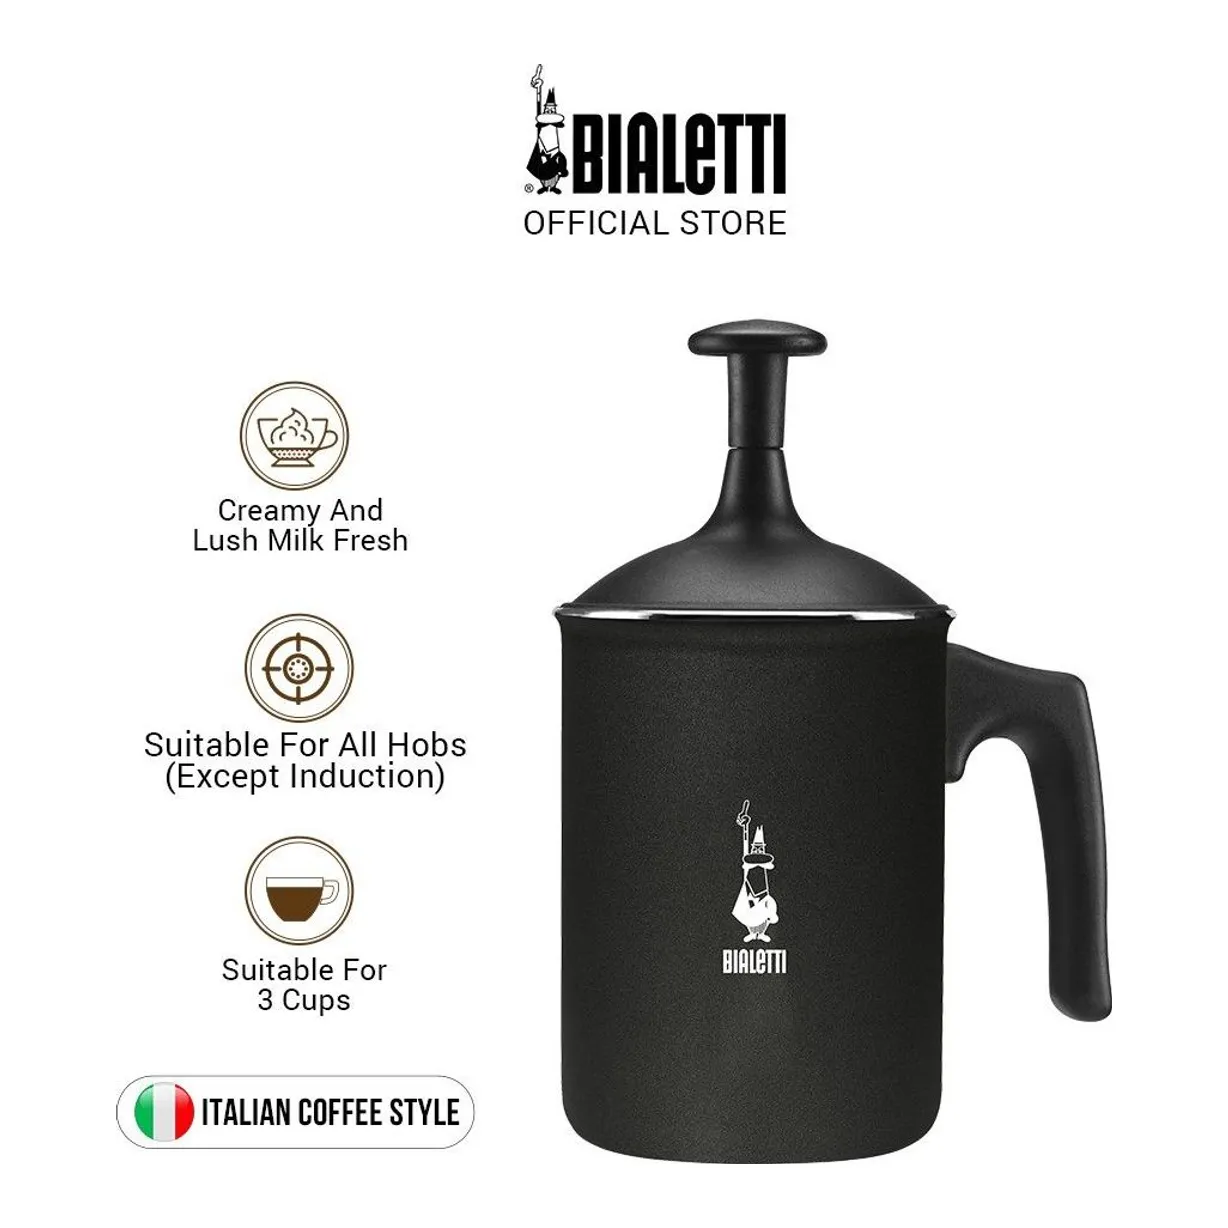 BIALETTI
®
OFFICIAL STORE
Creamy And
Lush Milk Fresh
Suitable For All Hobs
(Except Induction)
Suitable For
3 Cups
ITALIAN COFFEE STYLE
BIALETTI